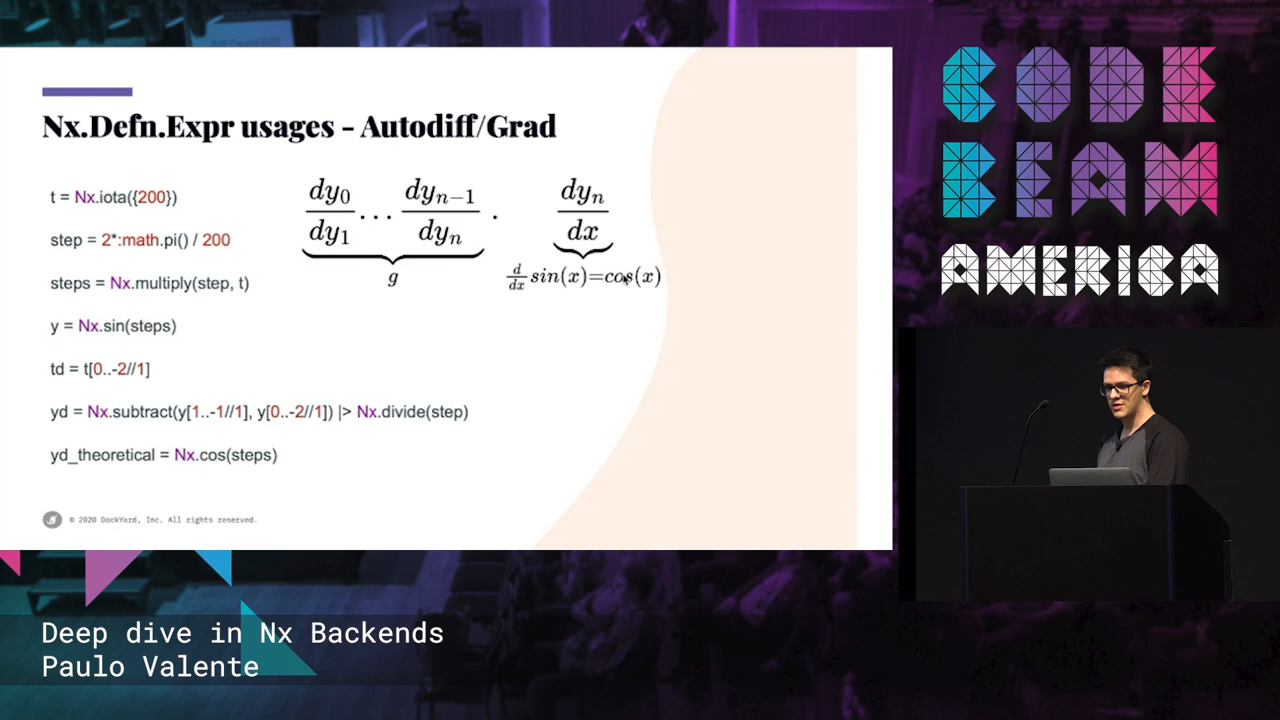 Nx.Defn.Expr usages - Autodiff/Grad
t = Nx.iota({200})
step = 2*:math.pi() / 200
steps = Nx.multiply(step, t)
y = Nx.sin(steps)
td = t[0..-2//1]
yd = Nx.subtract(y[1..-1//1], y[0..-2//1]) |> Nx.divide(step)
yd_theoretical = Nx.cos(steps)
dy₀/dy₁ ⋯ dyₙ₋₁/dyₙ · dyₙ/dx
g
d/dx sin(x)=cos(x)
© 2020 DockYard, Inc. All rights reserved.
CODE
BEAM
AMERICA
Deep dive in Nx Backends
Paulo Valente